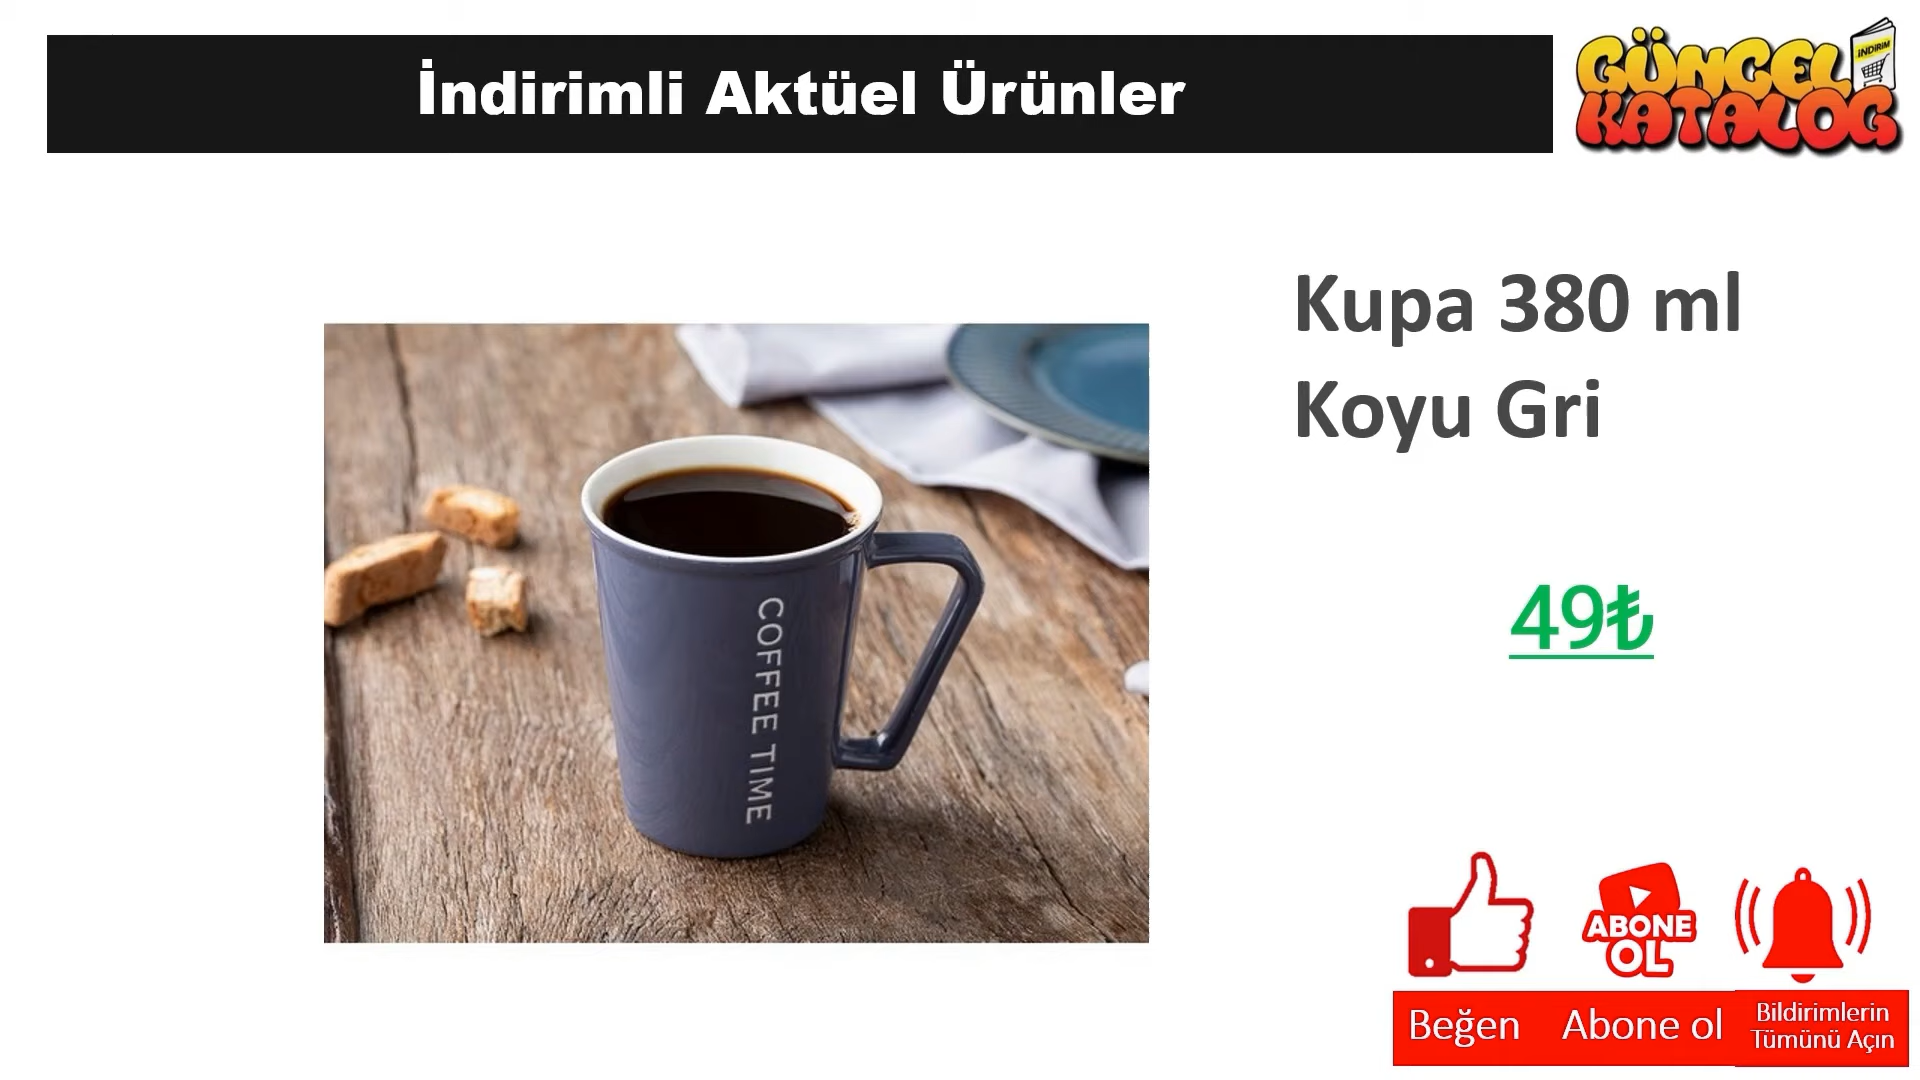 İndirimli Aktüel Ürünler
GÜNCEL
KATALOG
İNDİRİM
Kupa 380 ml
Koyu Gri
49₺
COFFEE TIME
ABONE
OL
Beğen
Abone ol
Bildirimlerin
Tümünü Açın